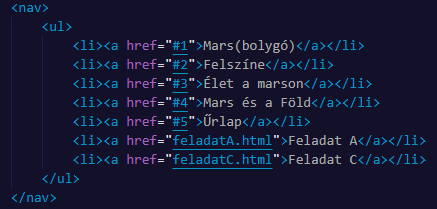 <nav>
<ul>
<li><a href="#1">Mars(bolygó)</a></li>
<li><a href="#2">Felszíne</a></li>
<li><a href="#3">Élet a marson</a></li>
<li><a href="#4">Mars és a Föld</a></li>
<li><a href="#5">Űrlap</a></li>
<li><a href="feladatA.html">Feladat A</a></li>
<li><a href="feladatC.html">Feladat C</a></li>
</ul>
</nav>